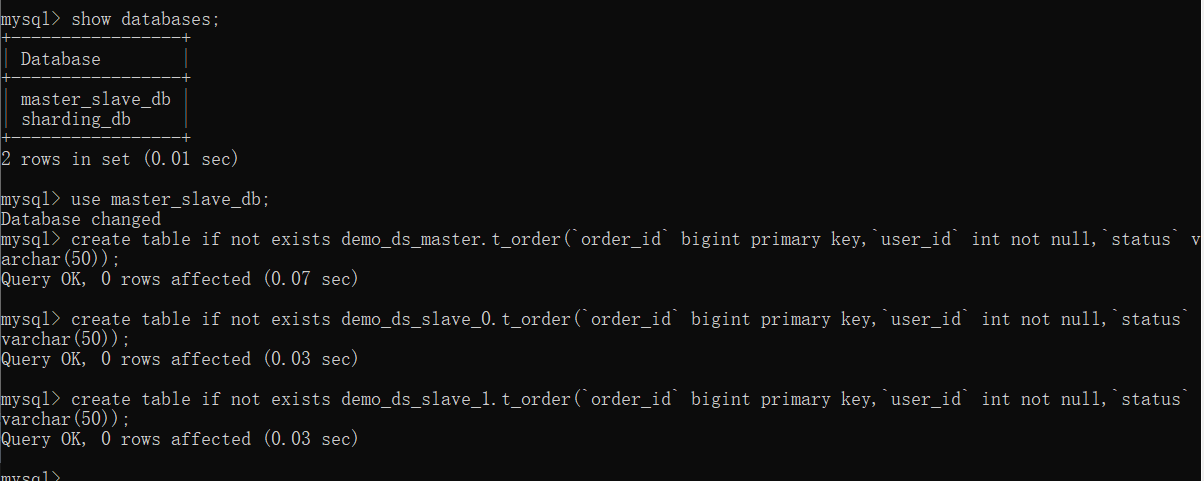 mysql> show databases;
+-----------------+
| Database        |
+-----------------+
| master_slave_db |
| sharding_db     |
+-----------------+
2 rows in set (0.01 sec)
mysql> use master_slave_db;
Database changed
mysql> create table if not exists demo_ds_master.t_order(`order_id` bigint primary key,`user_id` int not null,`status` v
archar(50));
Query OK, 0 rows affected (0.07 sec)
mysql> create table if not exists demo_ds_slave_0.t_order(`order_id` bigint primary key,`user_id` int not null,`status`
varchar(50));
Query OK, 0 rows affected (0.03 sec)
mysql> create table if not exists demo_ds_slave_1.t_order(`order_id` bigint primary key,`user_id` int not null,`status`
varchar(50));
Query OK, 0 rows affected (0.03 sec)
mysql>